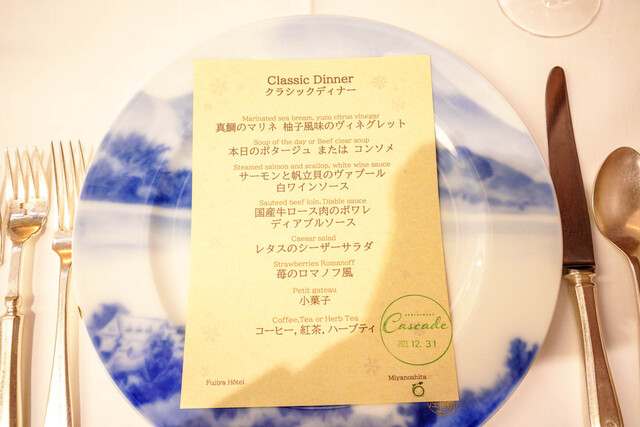 Classic Dinner
クラシックディナー
Marinated sea bream, yuzu citrus vinegar
真鯛のマリネ 柚子風味のヴィネグレット
Soup of the day or Beef clear soup
本日のポタージュ または コンソメ
Steamed salmon and scallop, white wine sauce
サーモンと帆立貝のヴァプール
白ワインソース
Sauteed beef loin, Diable sauce
国産牛ロース肉のポワレ
ディアブルソース
Caesar salad
レタスのシーザーサラダ
Strawberries Romanoff
苺のロマノフ風
Petit gateau
小菓子
Coffee,Tea or Herb Tea
コーヒー, 紅茶, ハーブティ
RESTAURANT
Cascade
12. 31
Fujiya Hôtel
Miyanoshita